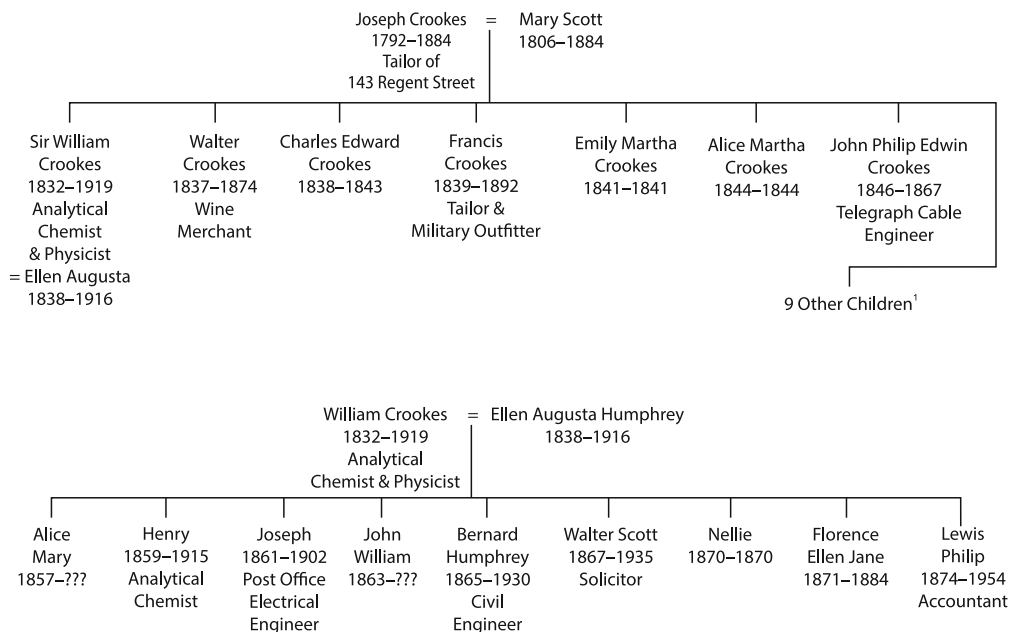 Joseph Crookes = Mary Scott
1792–1884
1806–1884
Tailor of
143 Regent Street
Sir William
Crookes
1832–1919
Analytical
Chemist
& Physicist
= Ellen Augusta
1838–1916
Walter
Crookes
1837–1874
Wine
Merchant
Charles Edward
Crookes
1838–1843
Francis
Crookes
1839–1892
Tailor &
Military Outfitter
Emily Martha
Crookes
1841–1841
Alice Martha
Crookes
1844–1844
John Philip Edwin
Crookes
1846–1867
Telegraph Cable
Engineer
9 Other Children¹
William Crookes = Ellen Augusta Humphrey
1832–1919
1838–1916
Analytical
Chemist & Physicist
Alice
Mary
1857–???
Henry
1859–1915
Analytical
Chemist
Joseph
1861–1902
Post Office
Electrical
Engineer
John
William
1863–???
Bernard
Humphrey
1865–1930
Civil
Engineer
Walter Scott
1867–1935
Solicitor
Nellie
1870–1870
Florence
Ellen Jane
1871–1884
Lewis
Philip
1874–1954
Accountant